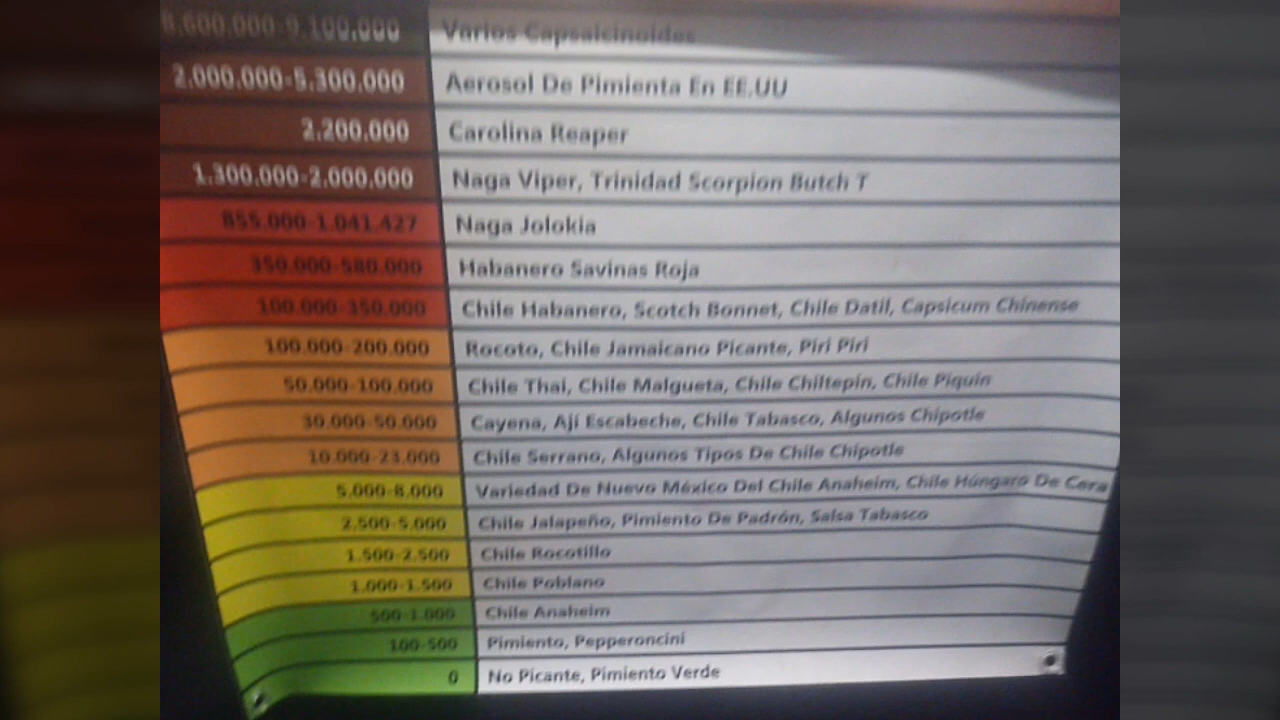 8.600.000-9.100.000 Varios Capsaicinoides
2.000.000-5.300.000 Aerosol De Pimienta En EE.UU
2.200.000 Carolina Reaper
1.300.000-2.000.000 Naga Viper, Trinidad Scorpion Butch T
855.000-1.041.427 Naga Jolokia
350.000-580.000 Habanero Savinas Roja
100.000-350.000 Chile Habanero, Scotch Bonnet, Chile Datil, Capsicum Chinense
100.000-200.000 Rocoto, Chile Jamaicano Picante, Piri Piri
50.000-100.000 Chile Thai, Chile Malgueta, Chile Chiltepin, Chile Piquin
30.000-50.000 Cayena, Ají Escabeche, Chile Tabasco, Algunos Chipotle
10.000-23.000 Chile Serrano, Algunos Tipos De Chile Chipotle
5.000-8.000 Variedad De Nuevo México Del Chile Anaheim, Chile Húngaro De Cera
2.500-5.000 Chile Jalapeño, Pimiento De Padrón, Salsa Tabasco
1.500-2.500 Chile Rocotillo
1.000-1.500 Chile Poblano
500-1.000 Chile Anaheim
100-500 Pimiento, Pepperoncini
0 No Picante, Pimiento Verde